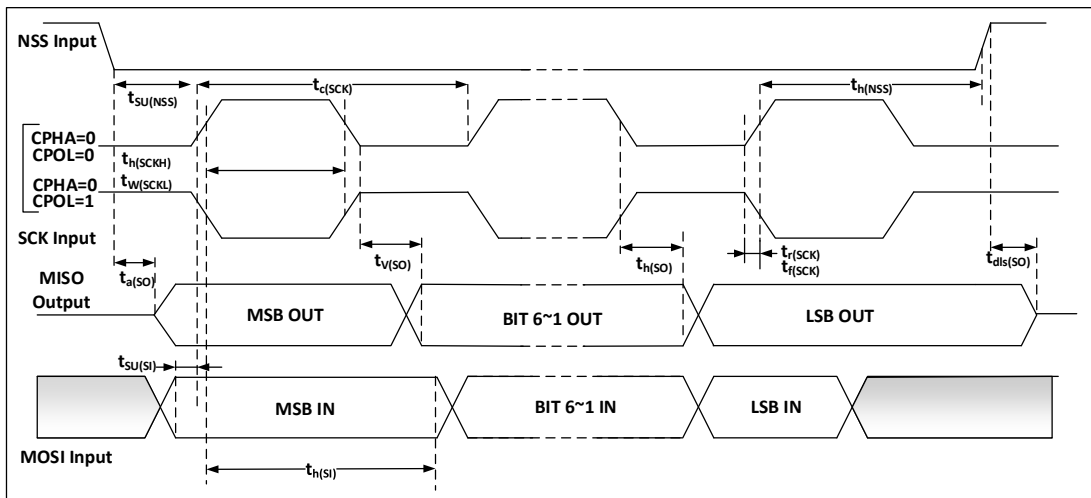 NSS Input
tSU(NSS)
tc(SCK)
th(NSS)
CPHA=0
CPOL=0
th(SCKH)
tW(SCKL)
CPHA=0
CPOL=1
SCK Input
ta(SO)
tV(SO)
th(SO)
tr(SCK)
tf(SCK)
tdls(SO)
MISO
Output
MSB OUT
BIT 6~1 OUT
LSB OUT
tSU(SI)
MSB IN
BIT 6~1 IN
LSB IN
MOSI Input
th(SI)